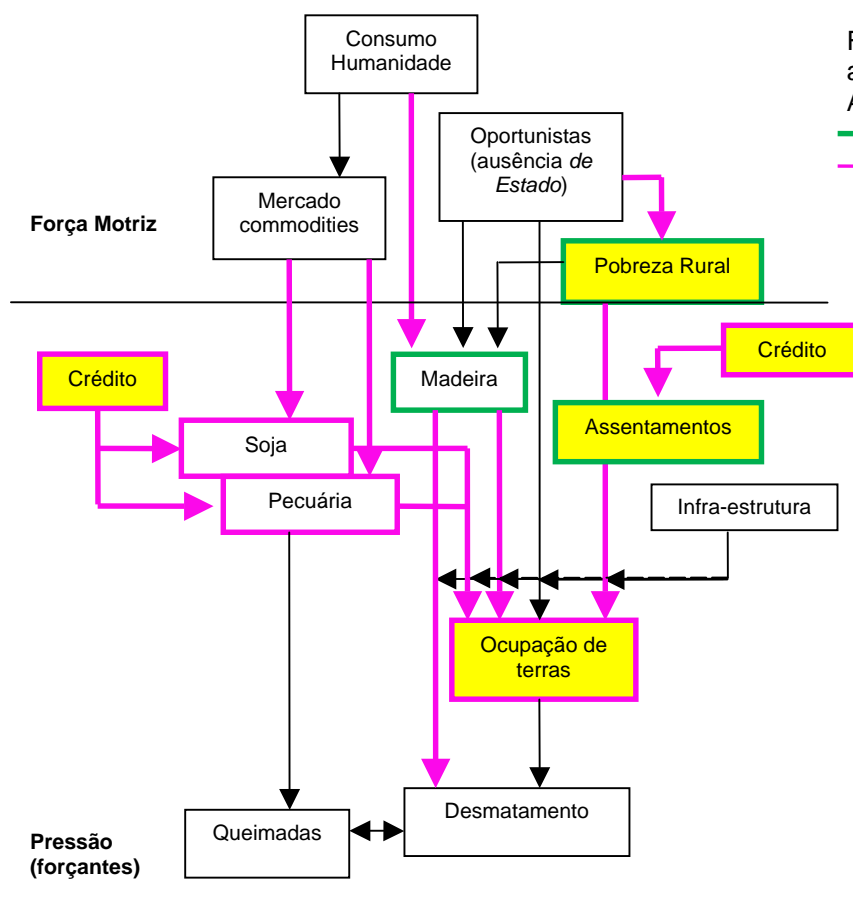 Consumo
Humanidade
F
a
A
Oportunistas
(ausência de
Estado)
Mercado
commodities
Força Motriz
Pobreza Rural
Crédito
Madeira
Crédito
Assentamentos
Soja
Pecuária
Infra-estrutura
Ocupação de
terras
Desmatamento
Queimadas
Pressão
(forçantes)